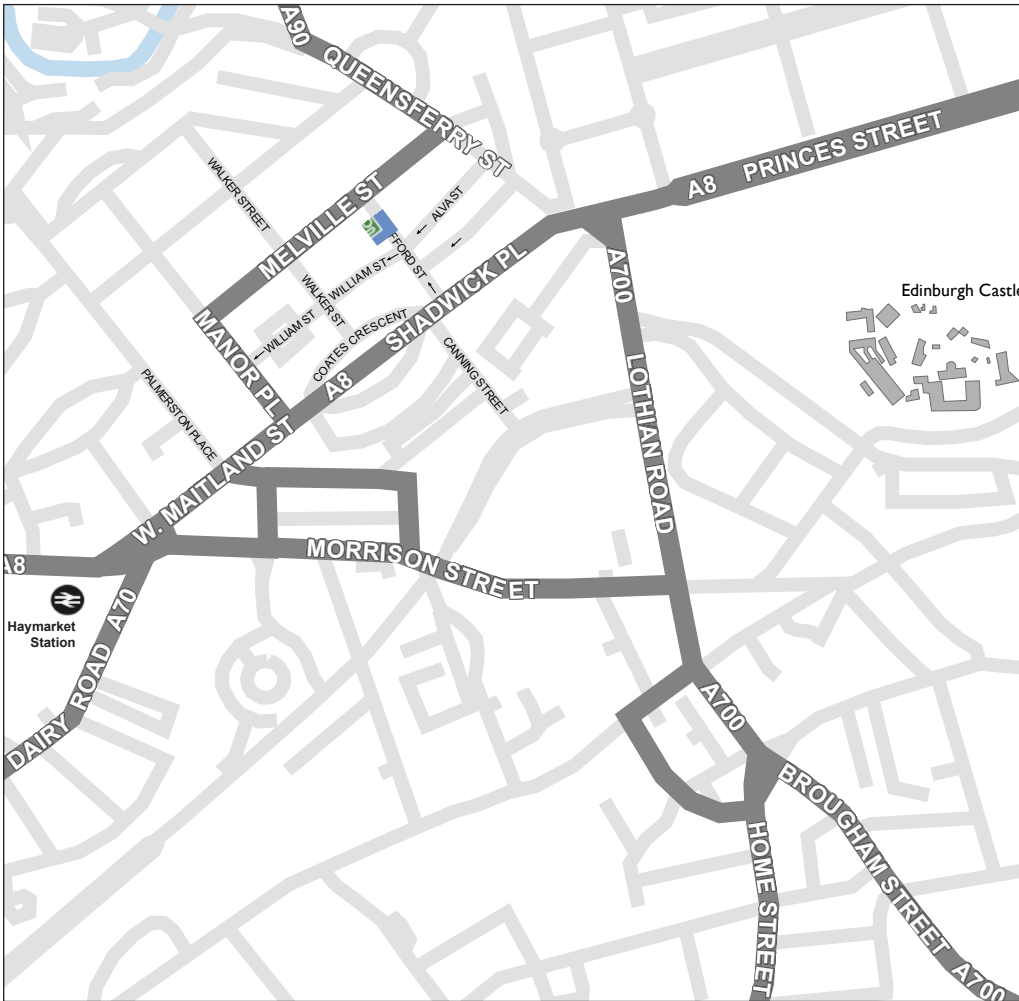 A90
QUEENSFERRY ST
A8
PRINCES STREET
WALKER STREET
MELVILLE ST
ALVA ST
FFORD ST
WILLIAM ST
WILLIAM ST
WALKER ST
WILLIAM ST
COATES CRESCENT
SHADWICK PL
A8
A700
Edinburgh Castle
MANOR PL
CANNING STREET
PALMERSTON PLACE
LOTHIAN ROAD
W. MAITLAND ST
MORRISON STREET
A8
Haymarket
Station
DAIRY ROAD
A70
A700
BROUGHAM STREET
A700
HOME STREET